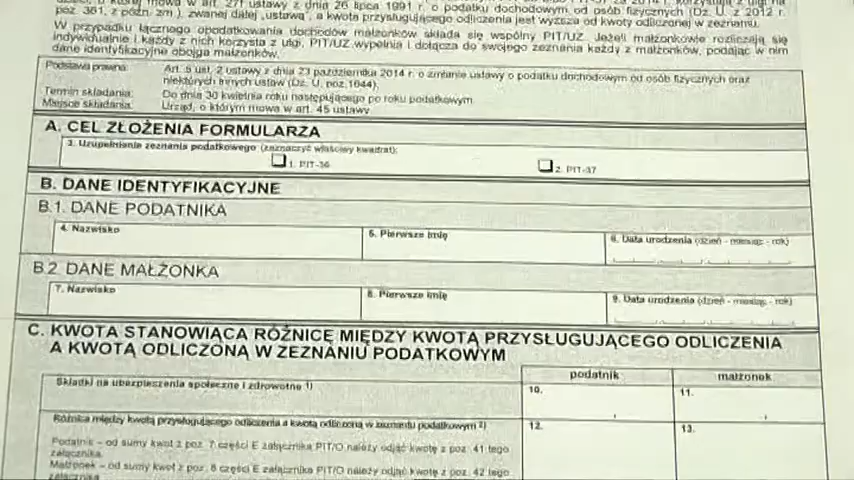 mowa w art. 27f ustawy z dnia 26 lipca 1991 r. o podatku dochodowym od osób fizycznych (Dz. U. z 2012 r.
poz. 361, z późn. zm.), zwanej dalej „ustawą", a kwota przysługującego odliczenia jest wyższa od kwoty odliczonej w zeznaniu.
W przypadku łącznego opodatkowania dochodów małżonków składa się wspólny PIT/UZ. Jeżeli małżonkowie rozliczają się
indywidualnie i każdy z nich korzysta z ulgi, PIT/UZ wypełnia i dołącza do swojego zeznania każdy z małżonków, podając w nim
dane identyfikacyjne obojga małżonków.
Podstawa prawna: Art. 5 ust. 2 ustawy z dnia 23 października 2014 r. o zmianie ustawy o podatku dochodowym od osób fizycznych oraz
niektórych innych ustaw (Dz. U. poz.1644).
Termin składania: Do dnia 30 kwietnia roku następującego po roku podatkowym.
Miejsce składania: Urząd, o którym mowa w art. 45 ustawy.
A. CEL ZŁOŻENIA FORMULARZA
3. Uzupełnienie zeznania podatkowego (zaznaczyć właściwy kwadrat):
1. PIT-36 2. PIT-37
B. DANE IDENTYFIKACYJNE
B.1. DANE PODATNIKA
4. Nazwisko 5. Pierwsze imię 6. Data urodzenia (dzień - miesiąc - rok)
B.2. DANE MAŁŻONKA
7. Nazwisko 8. Pierwsze imię 9. Data urodzenia (dzień - miesiąc - rok)
C. KWOTA STANOWIĄCA RÓŻNICĘ MIĘDZY KWOTĄ PRZYSŁUGUJĄCEGO ODLICZENIA
A KWOTĄ ODLICZONĄ W ZEZNANIU PODATKOWYM
podatnik małżonek
Składki na ubezpieczenia społeczne i zdrowotne 1) 10. 11.
Różnica między kwotą przysługującego odliczenia a kwotą odliczoną w zeznaniu podatkowym 2) 12. 13.
Podatnik – od sumy kwot z poz. 7 części E załącznika PIT/O należy odjąć kwotę z poz. 41 tego
załącznika.
Małżonek – od sumy kwot z poz. 8 części E załącznika PIT/O należy odjąć kwotę z poz. 42 tego
załącznika.